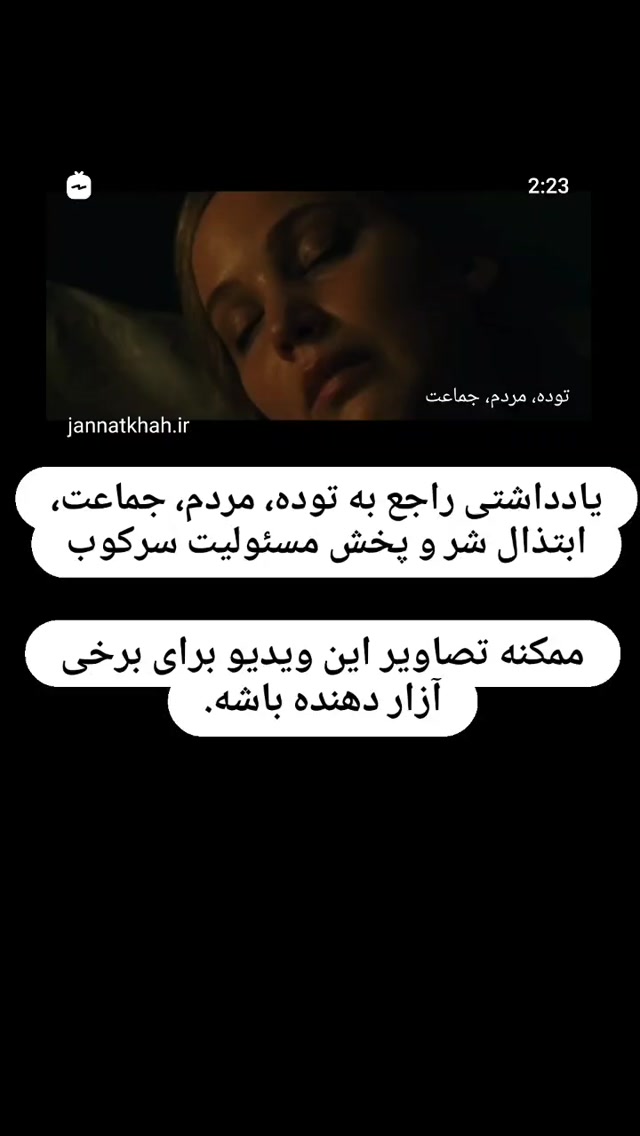 2:23
توده، مردم، جماعت
jannatkhah.ir
یادداشتی راجع به توده، مردم، جماعت،
ابتذال شر و پخش مسئولیت سرکوب
ممکنه تصاویر این ویدیو برای برخی
آزار دهنده باشه.